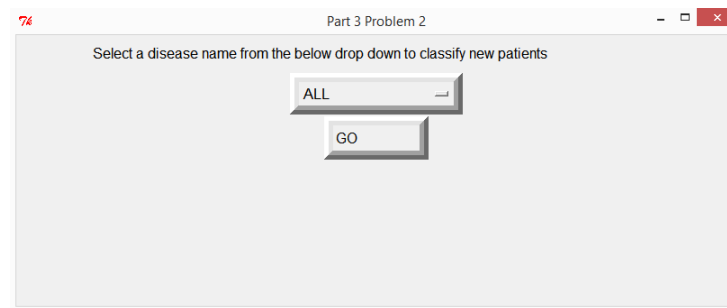 Part 3 Problem 2
Select a disease name from the below drop down to classify new patients
ALL
GO